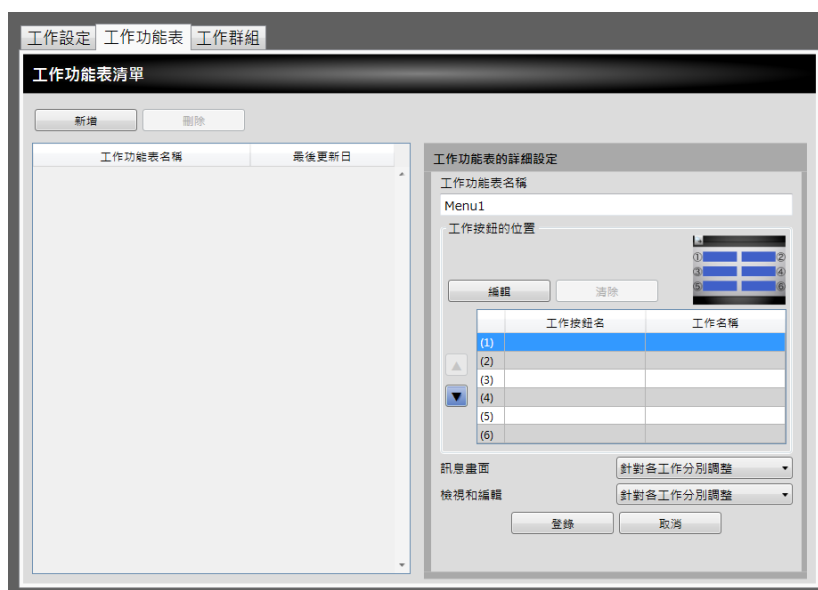 工作設定 工作功能表 工作群組
工作功能表清單
新增 刪除
工作功能表名稱 最後更新日
工作功能表的詳細設定
工作功能表名稱
Menu1
工作按鈕的位置
① ②
③ ④
⑤ ⑥
編輯 清除
工作按鈕名 工作名稱
(1)
(2)
(3)
(4)
(5)
(6)
訊息畫面 針對各工作分別調整
檢視和編輯 針對各工作分別調整
登錄 取消